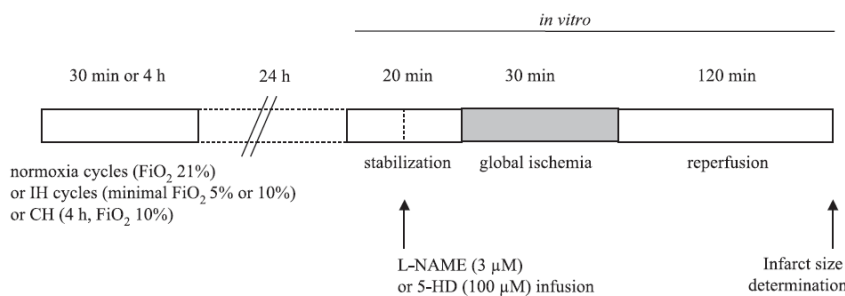 in vitro
30 min or 4 h
24 h
20 min
30 min
120 min
stabilization
global ischemia
reperfusion
normoxia cycles (FiO₂ 21%)
or IH cycles (minimal FiO₂ 5% or 10%)
or CH (4 h, FiO₂ 10%)
L-NAME (3 µM)
or 5-HD (100 µM) infusion
Infarct size
determination